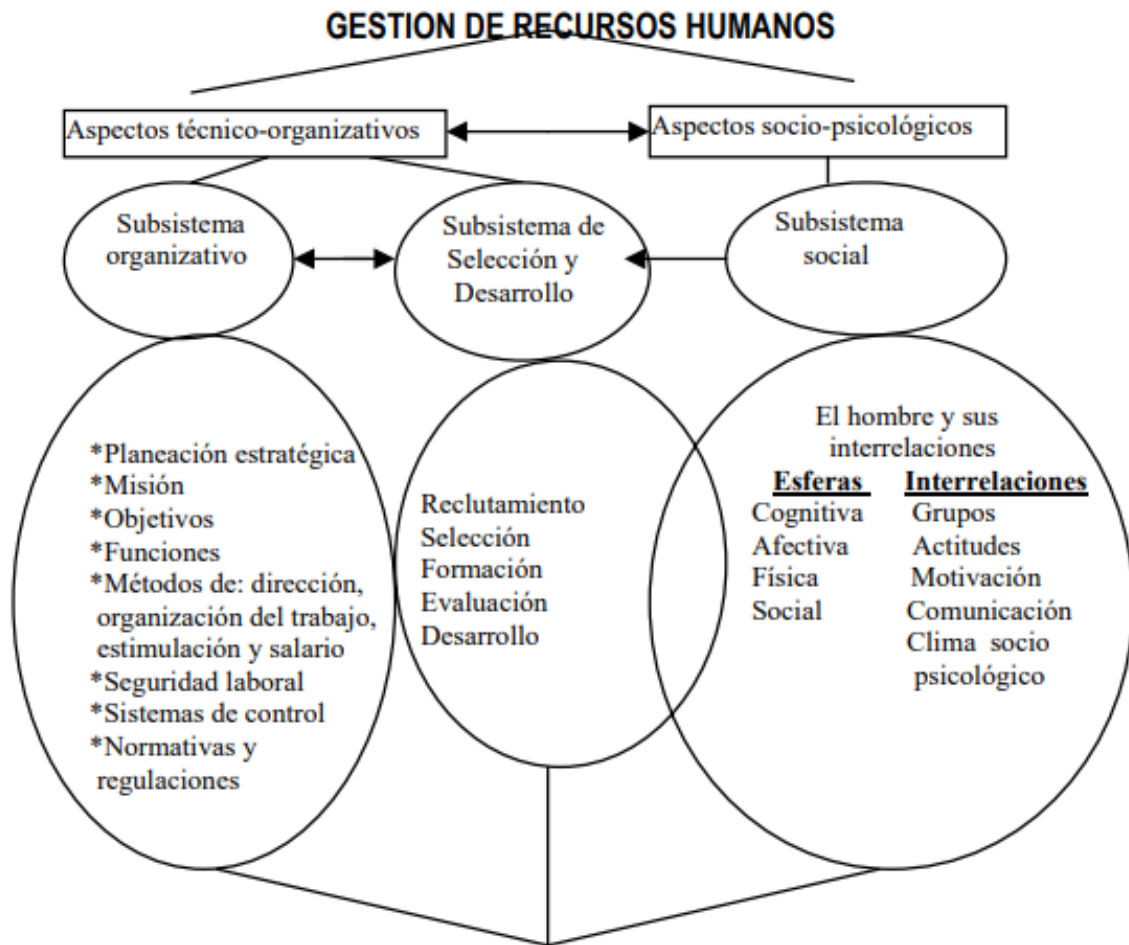 GESTION DE RECURSOS HUMANOS
Aspectos técnico-organizativos
Aspectos socio-psicológicos
Subsistema
organizativo
Subsistema de
Selección y
Desarrollo
Subsistema
social
*Planeación estratégica
*Misión
*Objetivos
*Funciones
*Métodos de: dirección,
organización del trabajo,
estimulación y salario
*Seguridad laboral
*Sistemas de control
*Normativas y
regulaciones
Reclutamiento
Selección
Formación
Evaluación
Desarrollo
El hombre y sus
interrelaciones
Esferas Interrelaciones
Cognitiva Grupos
Afectiva Actitudes
Física Motivación
Social Comunicación
Clima socio
psicológico